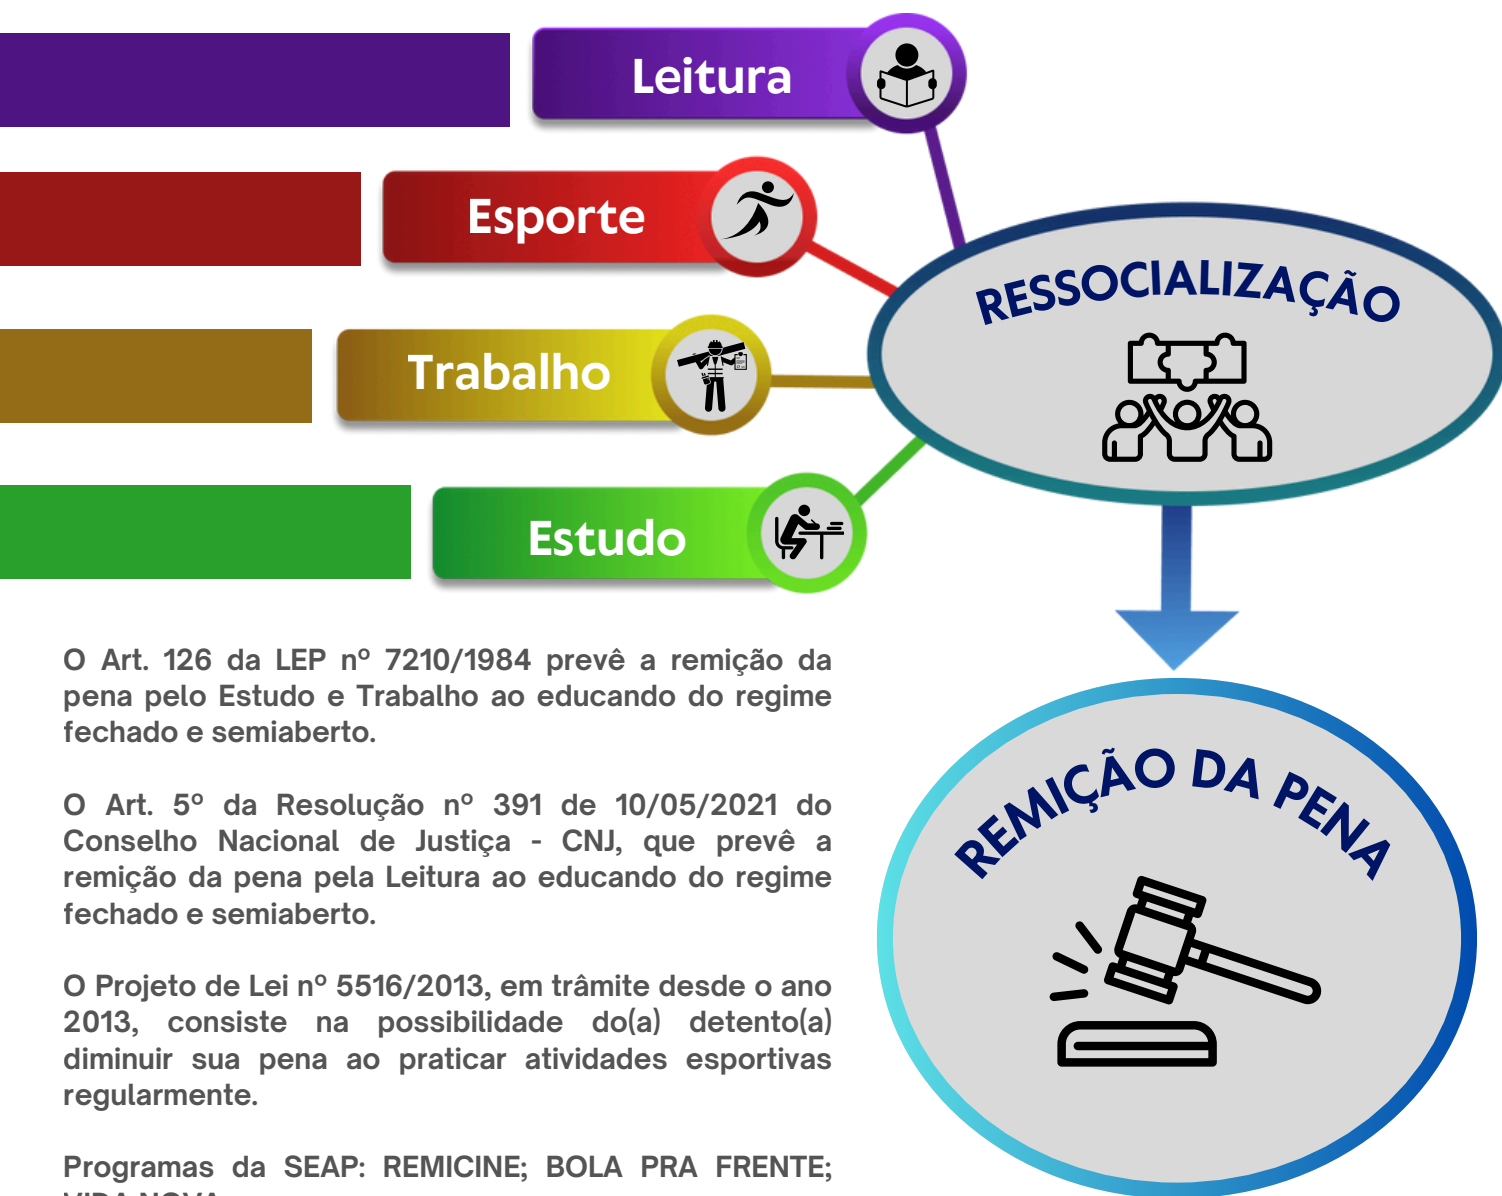 Leitura
Esporte
Trabalho
Estudo
RESSOCIALIZAÇÃO
REMIÇÃO DA PENA
O Art. 126 da LEP nº 7210/1984 prevê a remição da
pena pelo Estudo e Trabalho ao educando do regime
fechado e semiaberto.
O Art. 5º da Resolução nº 391 de 10/05/2021 do
Conselho Nacional de Justiça - CNJ, que prevê a
remição da pena pela Leitura ao educando do regime
fechado e semiaberto.
O Projeto de Lei nº 5516/2013, em trâmite desde o ano
2013, consiste na possibilidade do(a) detento(a)
diminuir sua pena ao praticar atividades esportivas
regularmente.
Programas da SEAP: REMICINE; BOLA PRA FRENTE;
VIDA NOVA